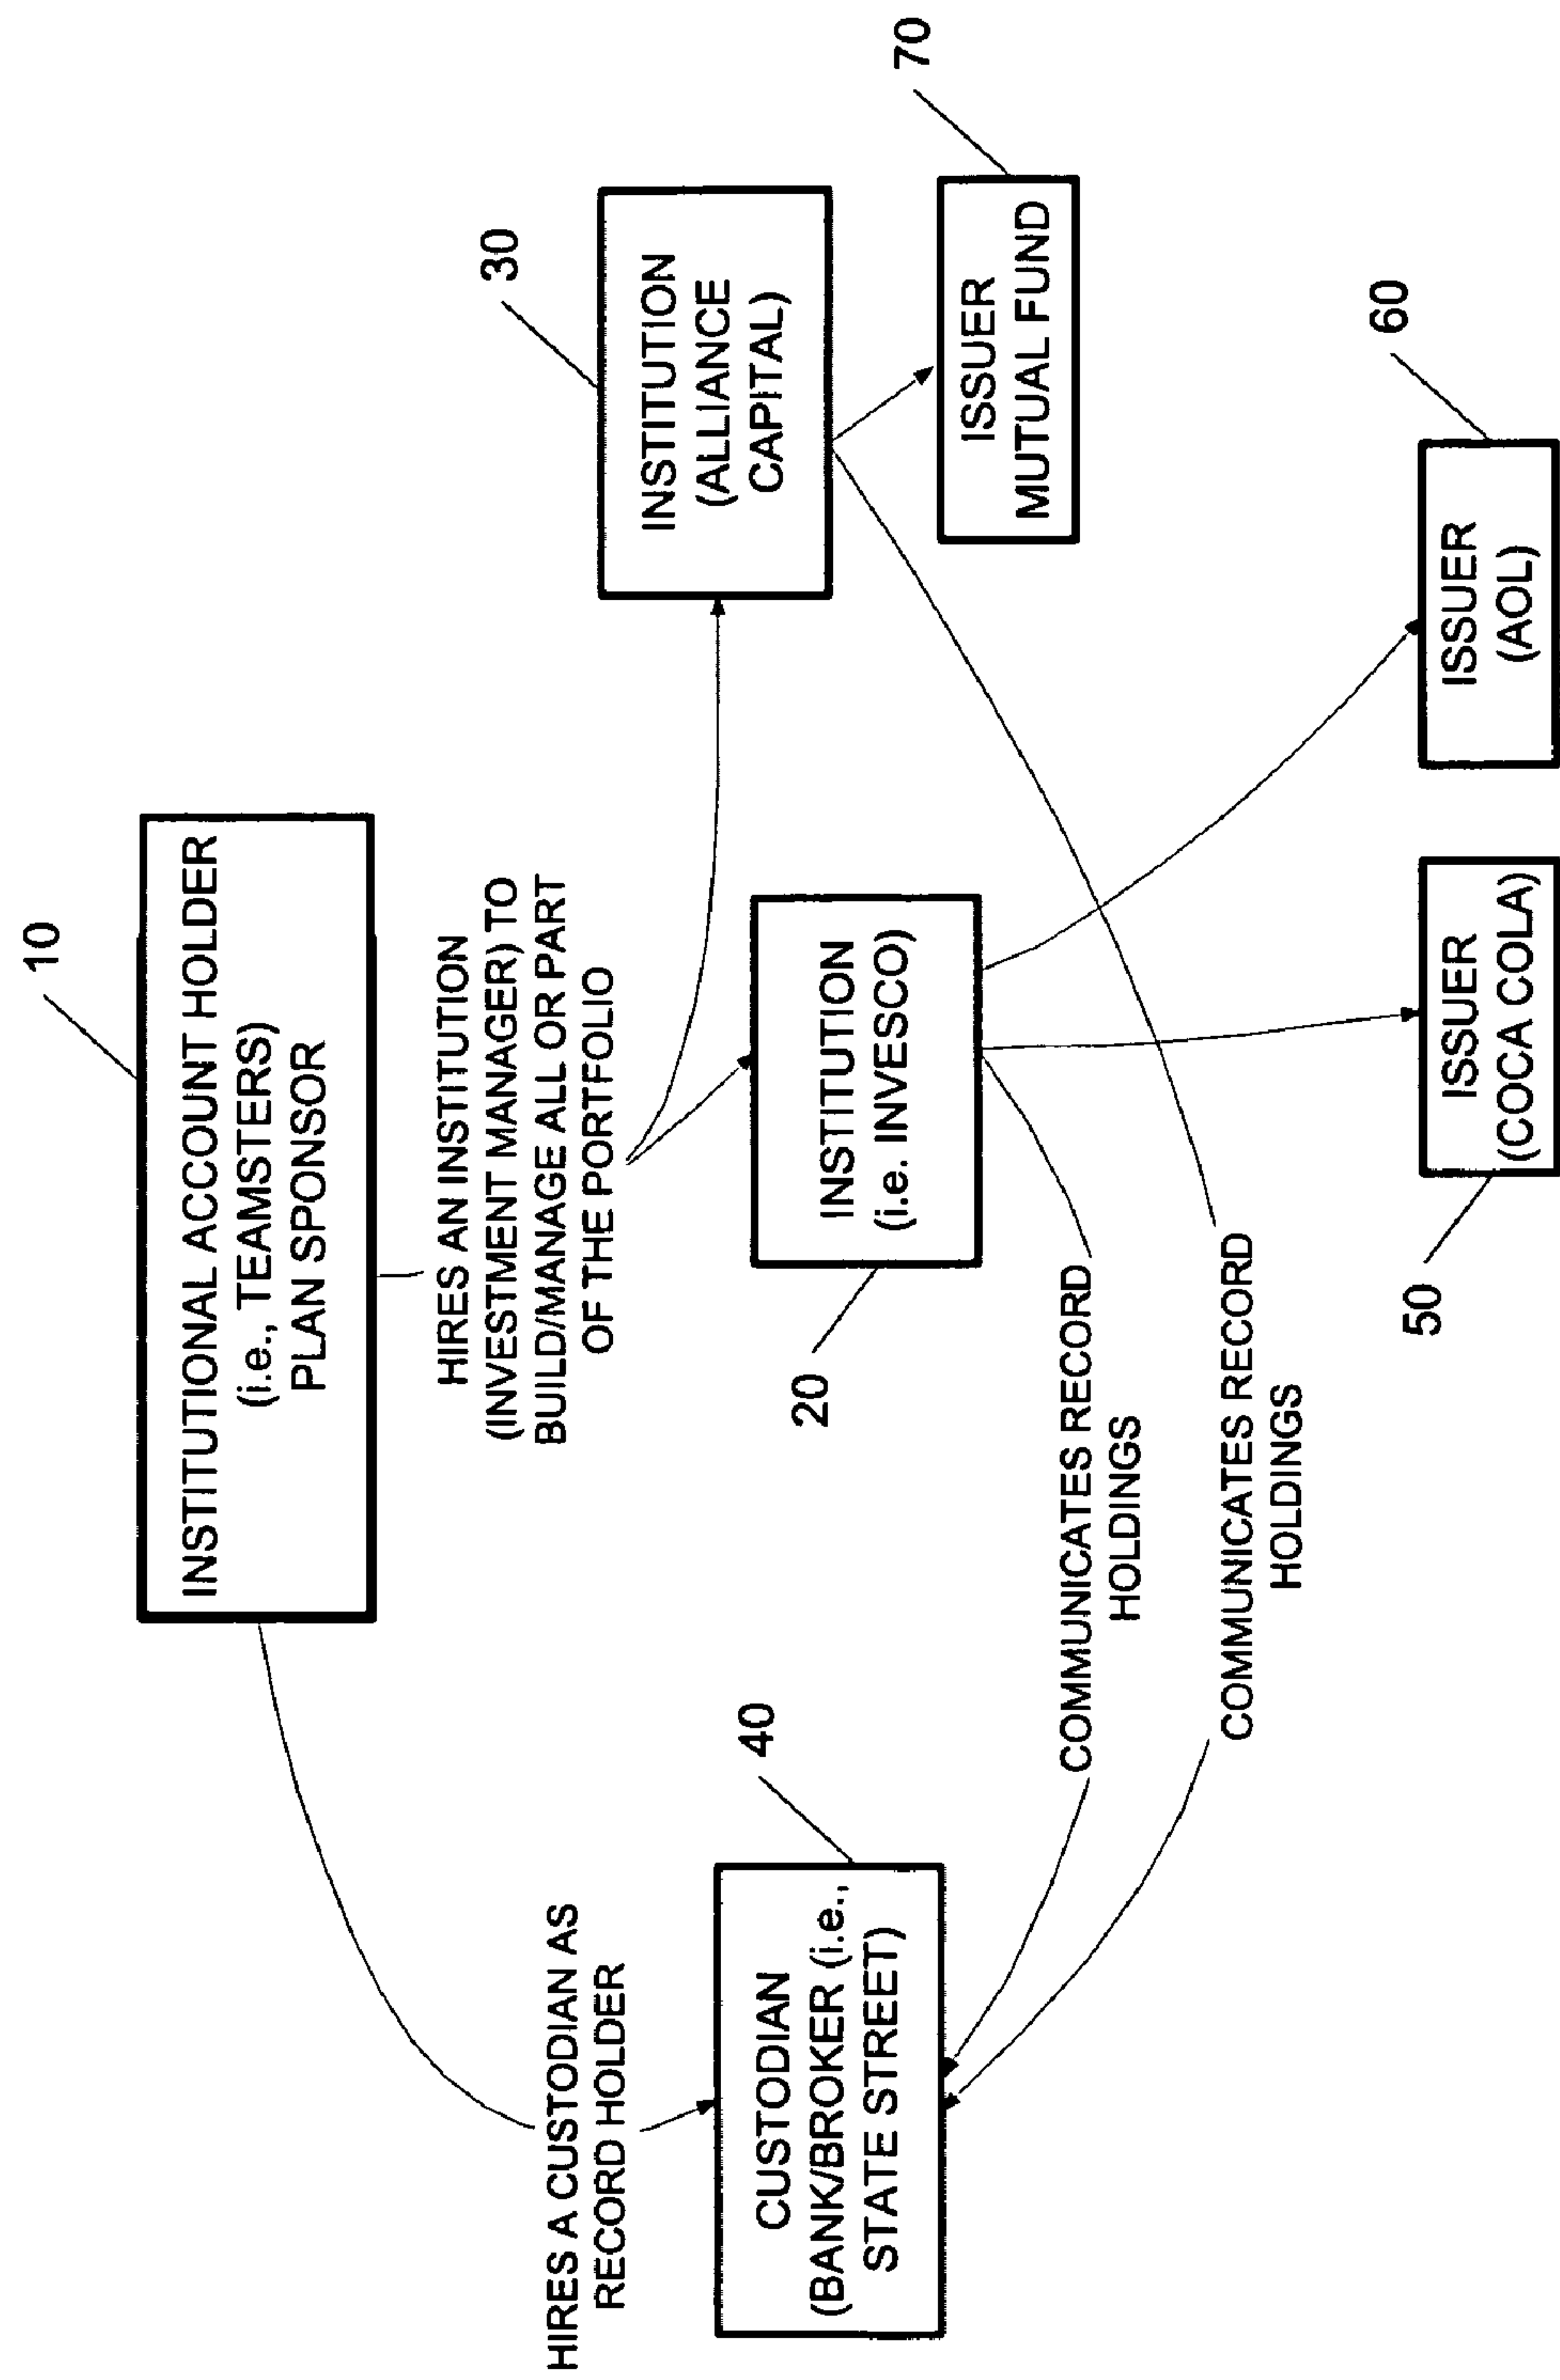 10
INSTITUTIONAL ACCOUNT HOLDER
(i.e., TEAMSTERS)
PLAN SPONSOR
HIRES AN INSTITUTION
(INVESTMENT MANAGER) TO
BUILD/MANAGE ALL OR PART
OF THE PORTFOLIO
HIRES A CUSTODIAN AS
RECORD HOLDER
40
CUSTODIAN
(BANK/BROKER (i.e.,
STATE STREET)
20
INSTITUTION
(i.e. INVESCO)
30
INSTITUTION
(ALLIANCE
CAPITAL)
70
ISSUER
MUTUAL FUND
COMMUNICATES RECORD
HOLDINGS
COMMUNICATES RECORD
HOLDINGS
50
ISSUER
(COCA COLA)
60
ISSUER
(AOL)